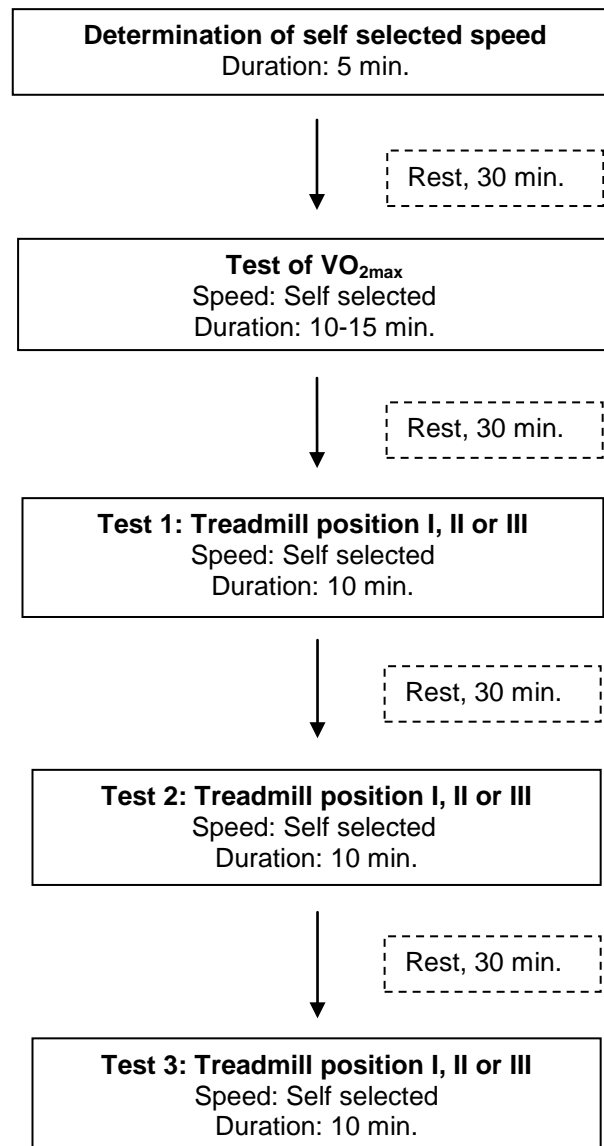 Determination of self selected speed
Duration: 5 min.
Rest, 30 min.
Test of VO₂max
Speed: Self selected
Duration: 10-15 min.
Rest, 30 min.
Test 1: Treadmill position I, II or III
Speed: Self selected
Duration: 10 min.
Rest, 30 min.
Test 2: Treadmill position I, II or III
Speed: Self selected
Duration: 10 min.
Rest, 30 min.
Test 3: Treadmill position I, II or III
Speed: Self selected
Duration: 10 min.